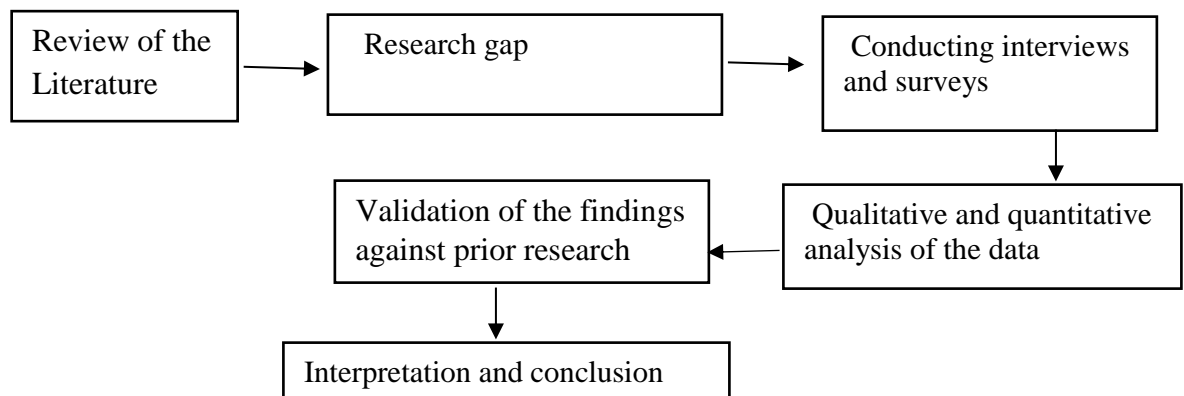 Review of the
Literature
Research gap
Conducting interviews
and surveys
Qualitative and quantitative
analysis of the data
Validation of the findings
against prior research
Interpretation and conclusion